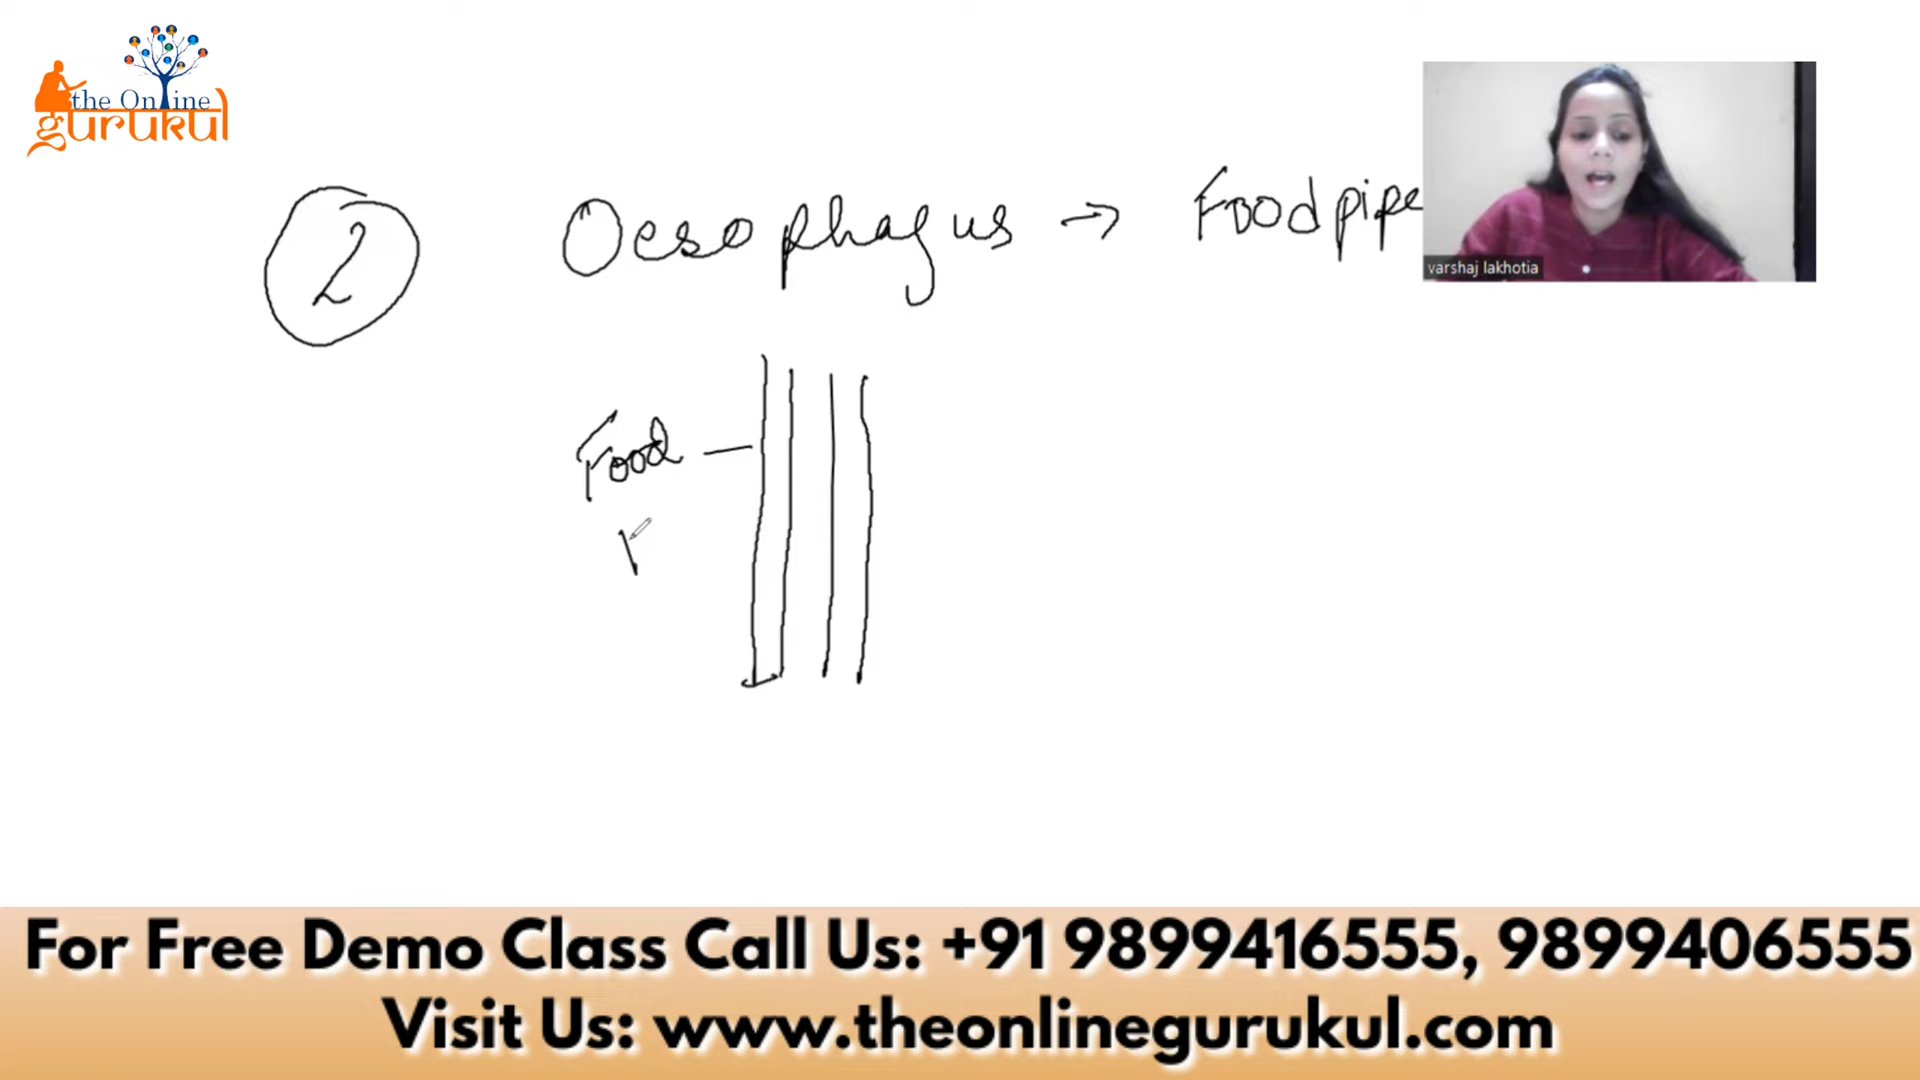 the Online
gurukul
2 Oesophagus → Foodpipe
varshaj lakhotia
Food
For Free Demo Class Call Us: +91 9899416555, 9899406555
Visit Us: www.theonlinegurukul.com